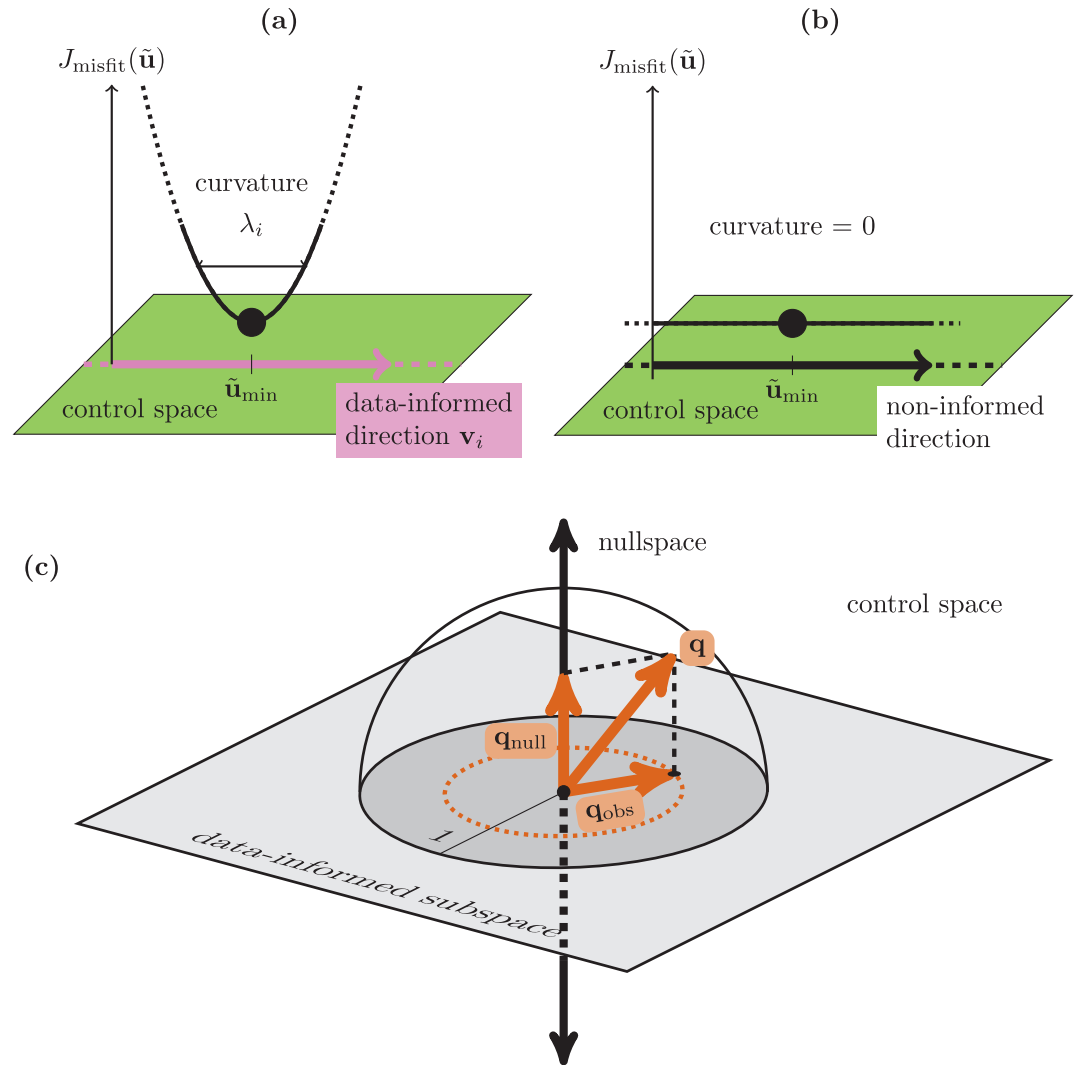 (a)
J_misfit(ũ)
curvature
λ_i
ũ_min
control space
data-informed
direction v_i
(b)
J_misfit(ũ)
curvature = 0
ũ_min
control space
non-informed
direction
(c)
nullspace
control space
q
q_null
q_obs
1
data-informed subspace